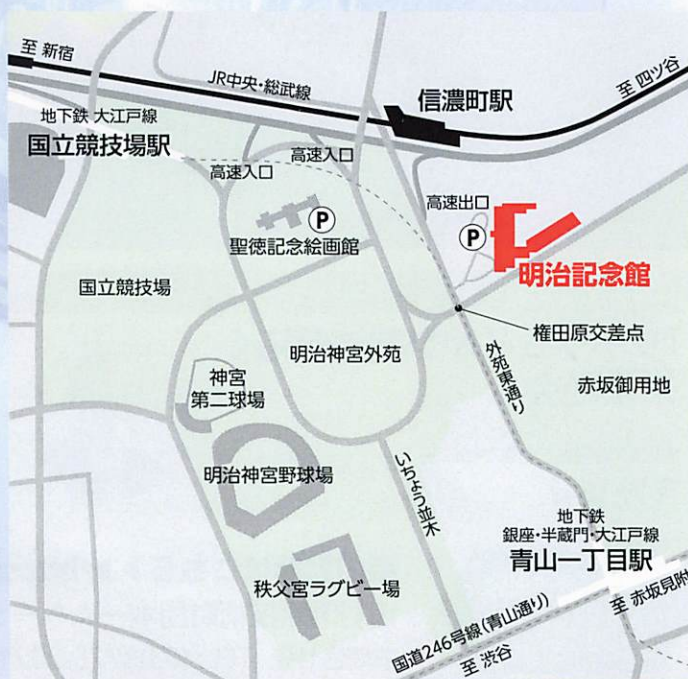 至 新宿
JR中央・総武線
信濃町駅
至 四ツ谷
地下鉄 大江戸線
国立競技場駅
高速入口
高速入口
高速出口
P
聖徳記念絵画館
P
明治記念館
国立競技場
権田原交差点
明治神宮外苑
外苑東通り
赤坂御用地
神宮
第二球場
明治神宮野球場
いちょう並木
地下鉄
銀座・半蔵門・大江戸線
青山一丁目駅
秩父宮ラグビー場
国道246号線(青山通り)
至 赤坂見附
至 渋谷